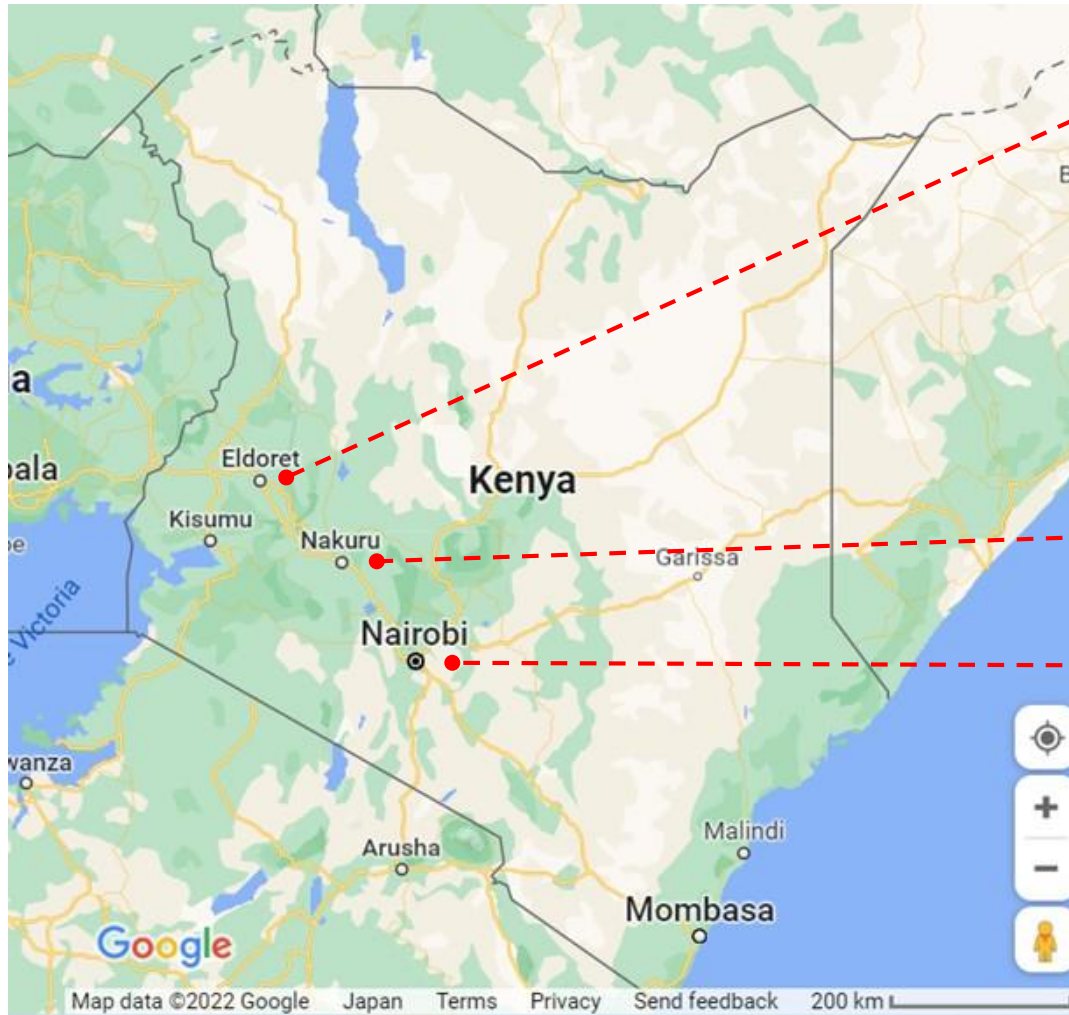 B
a
Eldoret
Kenya
pala
Kisumu
Nakuru
Garissa
pe
e Victoria
Nairobi
wanza
Malindi
Arusha
Mombasa
Google
Map data ©2022 Google Japan Terms Privacy Send feedback 200 km